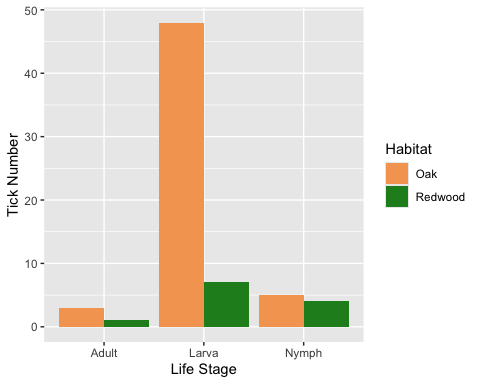 50
40
30
20
10
0
Tick Number
Adult Larva Nymph
Life Stage
Habitat
Oak
Redwood